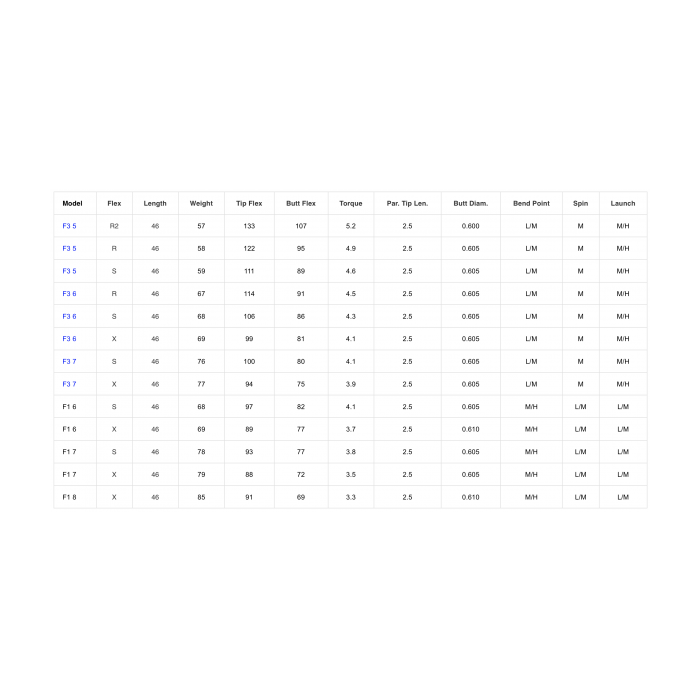 Model Flex Length Weight Tip Flex Butt Flex Torque Par. Tip Len. Butt Diam. Bend Point Spin Launch
F3 5 R2 46 57 133 107 5.2 2.5 0.600 L/M M M/H
F3 5 R 46 58 122 95 4.9 2.5 0.605 L/M M M/H
F3 5 S 46 59 111 89 4.6 2.5 0.605 L/M M M/H
F3 6 R 46 67 114 91 4.5 2.5 0.605 L/M M M/H
F3 6 S 46 68 106 86 4.3 2.5 0.605 L/M M M/H
F3 6 X 46 69 99 81 4.1 2.5 0.605 L/M M M/H
F3 7 S 46 76 100 80 4.1 2.5 0.605 L/M M M/H
F3 7 X 46 77 94 75 3.9 2.5 0.605 L/M M M/H
F1 6 S 46 68 97 82 4.1 2.5 0.605 M/H L/M L/M
F1 6 X 46 69 89 77 3.7 2.5 0.610 M/H L/M L/M
F1 7 S 46 78 93 77 3.8 2.5 0.605 M/H L/M L/M
F1 7 X 46 79 88 72 3.5 2.5 0.605 M/H L/M L/M
F1 8 X 46 85 91 69 3.3 2.5 0.610 M/H L/M L/M